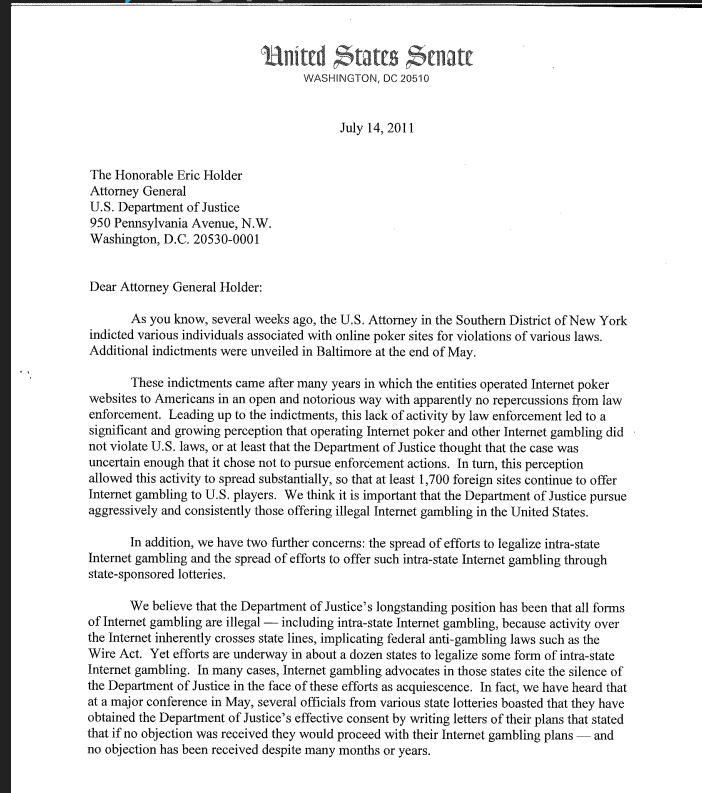 United States Senate
WASHINGTON, DC 20510
July 14, 2011
The Honorable Eric Holder
Attorney General
U.S. Department of Justice
950 Pennsylvania Avenue, N.W.
Washington, D.C. 20530-0001
Dear Attorney General Holder:
As you know, several weeks ago, the U.S. Attorney in the Southern District of New York
indicted various individuals associated with online poker sites for violations of various laws.
Additional indictments were unveiled in Baltimore at the end of May.
These indictments came after many years in which the entities operated Internet poker
websites to Americans in an open and notorious way with apparently no repercussions from law
enforcement. Leading up to the indictments, this lack of activity by law enforcement led to a
significant and growing perception that operating Internet poker and other Internet gambling did
not violate U.S. laws, or at least that the Department of Justice thought that the case was
uncertain enough that it chose not to pursue enforcement actions. In turn, this perception
allowed this activity to spread substantially, so that at least 1,700 foreign sites continue to offer
Internet gambling to U.S. players. We think it is important that the Department of Justice pursue
aggressively and consistently those offering illegal Internet gambling in the United States.
In addition, we have two further concerns: the spread of efforts to legalize intra-state
Internet gambling and the spread of efforts to offer such intra-state Internet gambling through
state-sponsored lotteries.
We believe that the Department of Justice's longstanding position has been that all forms
of Internet gambling are illegal — including intra-state Internet gambling, because activity over
the Internet inherently crosses state lines, implicating federal anti-gambling laws such as the
Wire Act. Yet efforts are underway in about a dozen states to legalize some form of intra-state
Internet gambling. In many cases, Internet gambling advocates in those states cite the silence of
the Department of Justice in the face of these efforts as acquiescence. In fact, we have heard that
at a major conference in May, several officials from various state lotteries boasted that they have
obtained the Department of Justice's effective consent by writing letters of their plans that stated
that if no objection was received they would proceed with their Internet gambling plans — and
no objection has been received despite many months or years.